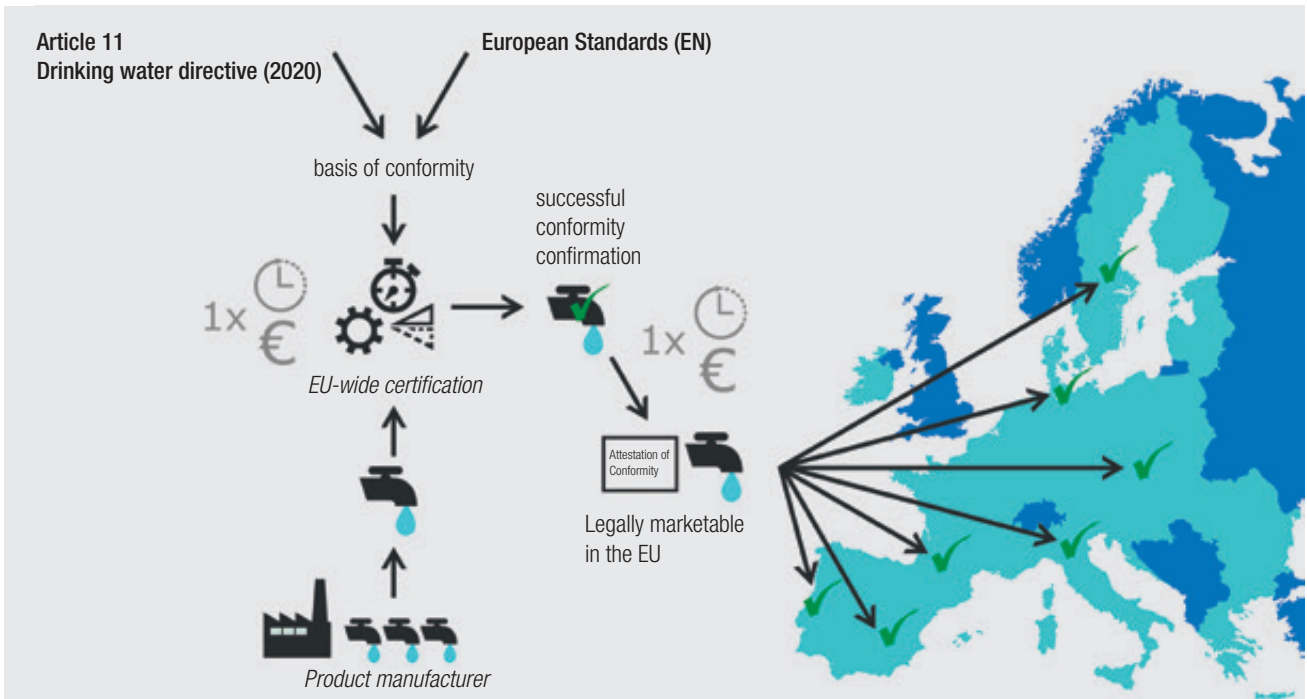 Article 11
Drinking water directive (2020)
European Standards (EN)
basis of conformity
successful
conformity
confirmation
1x €
1x €
EU-wide certification
Attestation of
Conformity
Legally marketable
in the EU
Product manufacturer